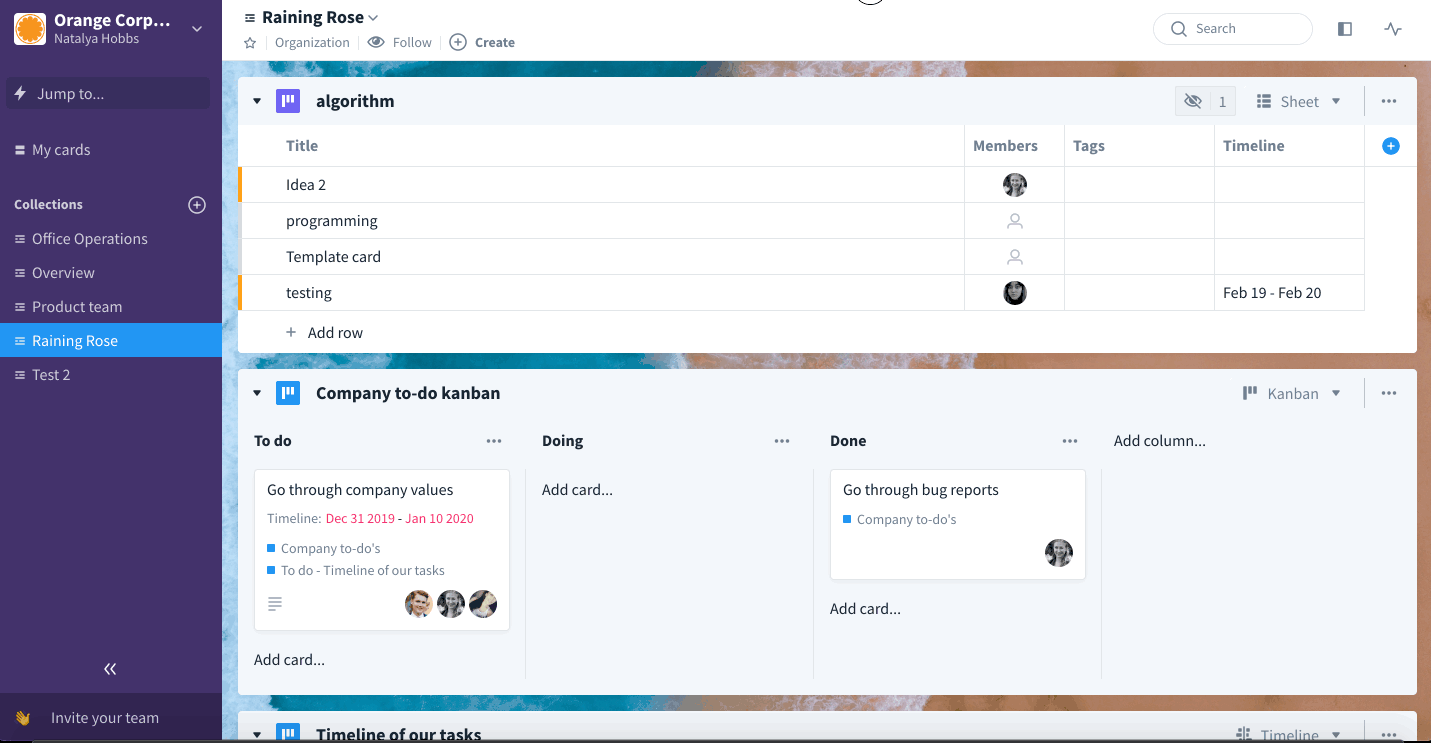 Orange Corp...
Natalya Hobbs
Jump to...
My cards
Collections
Office Operations
Overview
Product team
Raining Rose
Test 2
Invite your team
Raining Rose
Organization
Follow
Create
Search
algorithm
1
Sheet
Title
Members
Tags
Timeline
Idea 2
programming
Template card
testing
Feb 19 - Feb 20
Add row
Company to-do kanban
Kanban
To do
Go through company values
Timeline: Dec 31 2019 - Jan 10 2020
Company to-do's
To do - Timeline of our tasks
Add card...
Doing
Add card...
Done
Go through bug reports
Company to-do's
Add card...
Add column...
Timeline of our tasks
Timeline